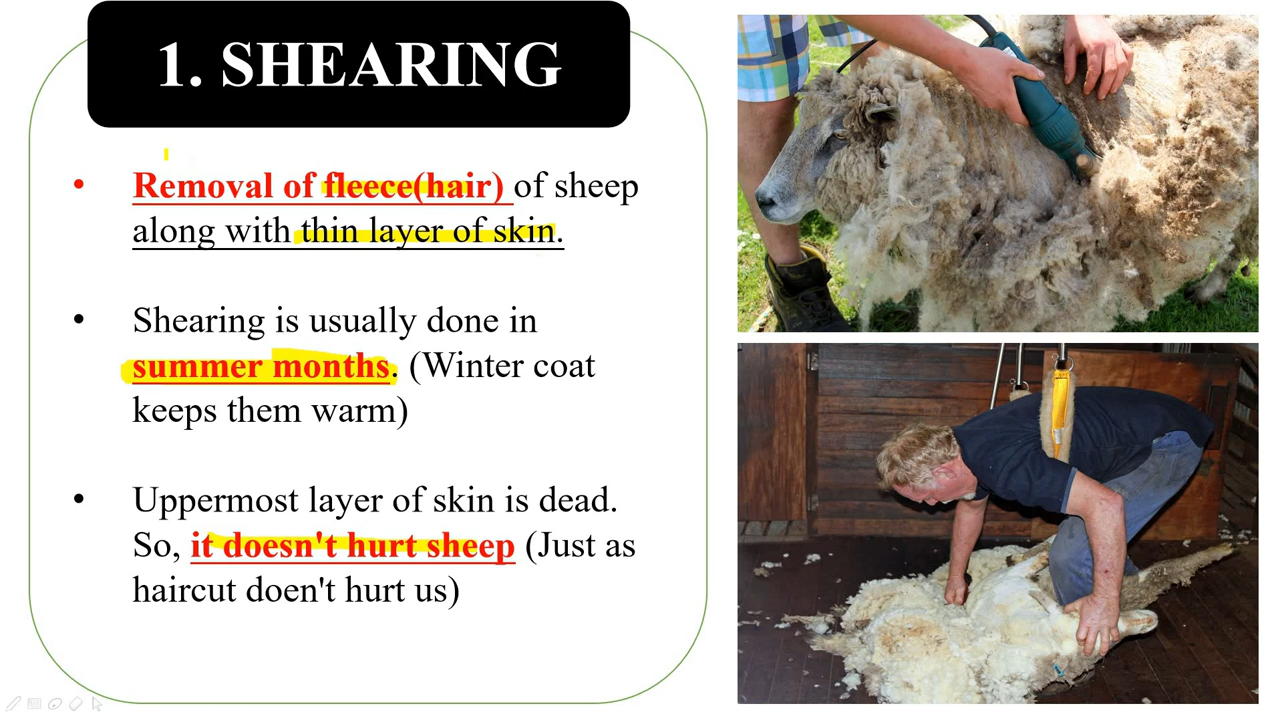 1. SHEARING
• Removal of fleece(hair) of sheep
along with thin layer of skin.
• Shearing is usually done in
summer months. (Winter coat
keeps them warm)
• Uppermost layer of skin is dead.
So, it doesn't hurt sheep (Just as
haircut doen't hurt us)